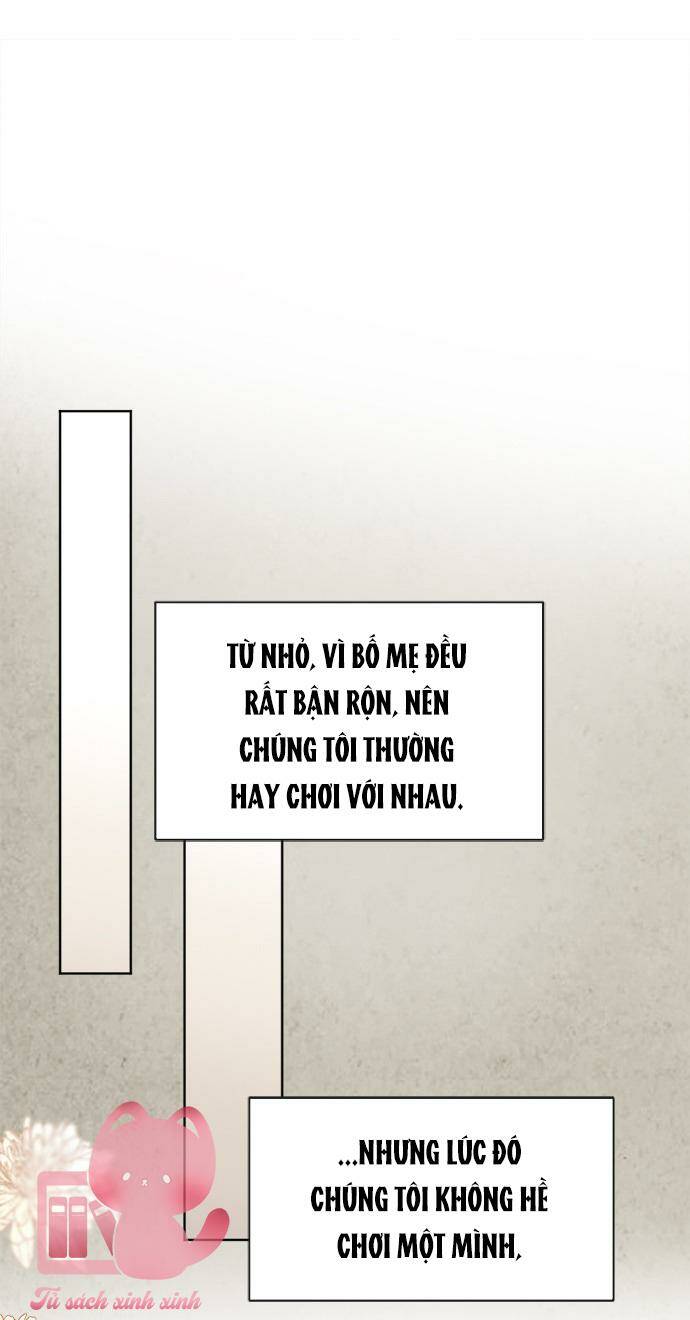 TỪ NHỎ, VÌ BỐ MẸ ĐỀU
RẤT BẬN RỘN, NÊN
CHÚNG TÔI THƯỜNG
HAY CHƠI VỚI NHAU.
...NHƯNG LÚC ĐÓ
CHÚNG TÔI KHÔNG HỀ
CHƠI MỘT MÌNH,
Tủ sách xinh xinh